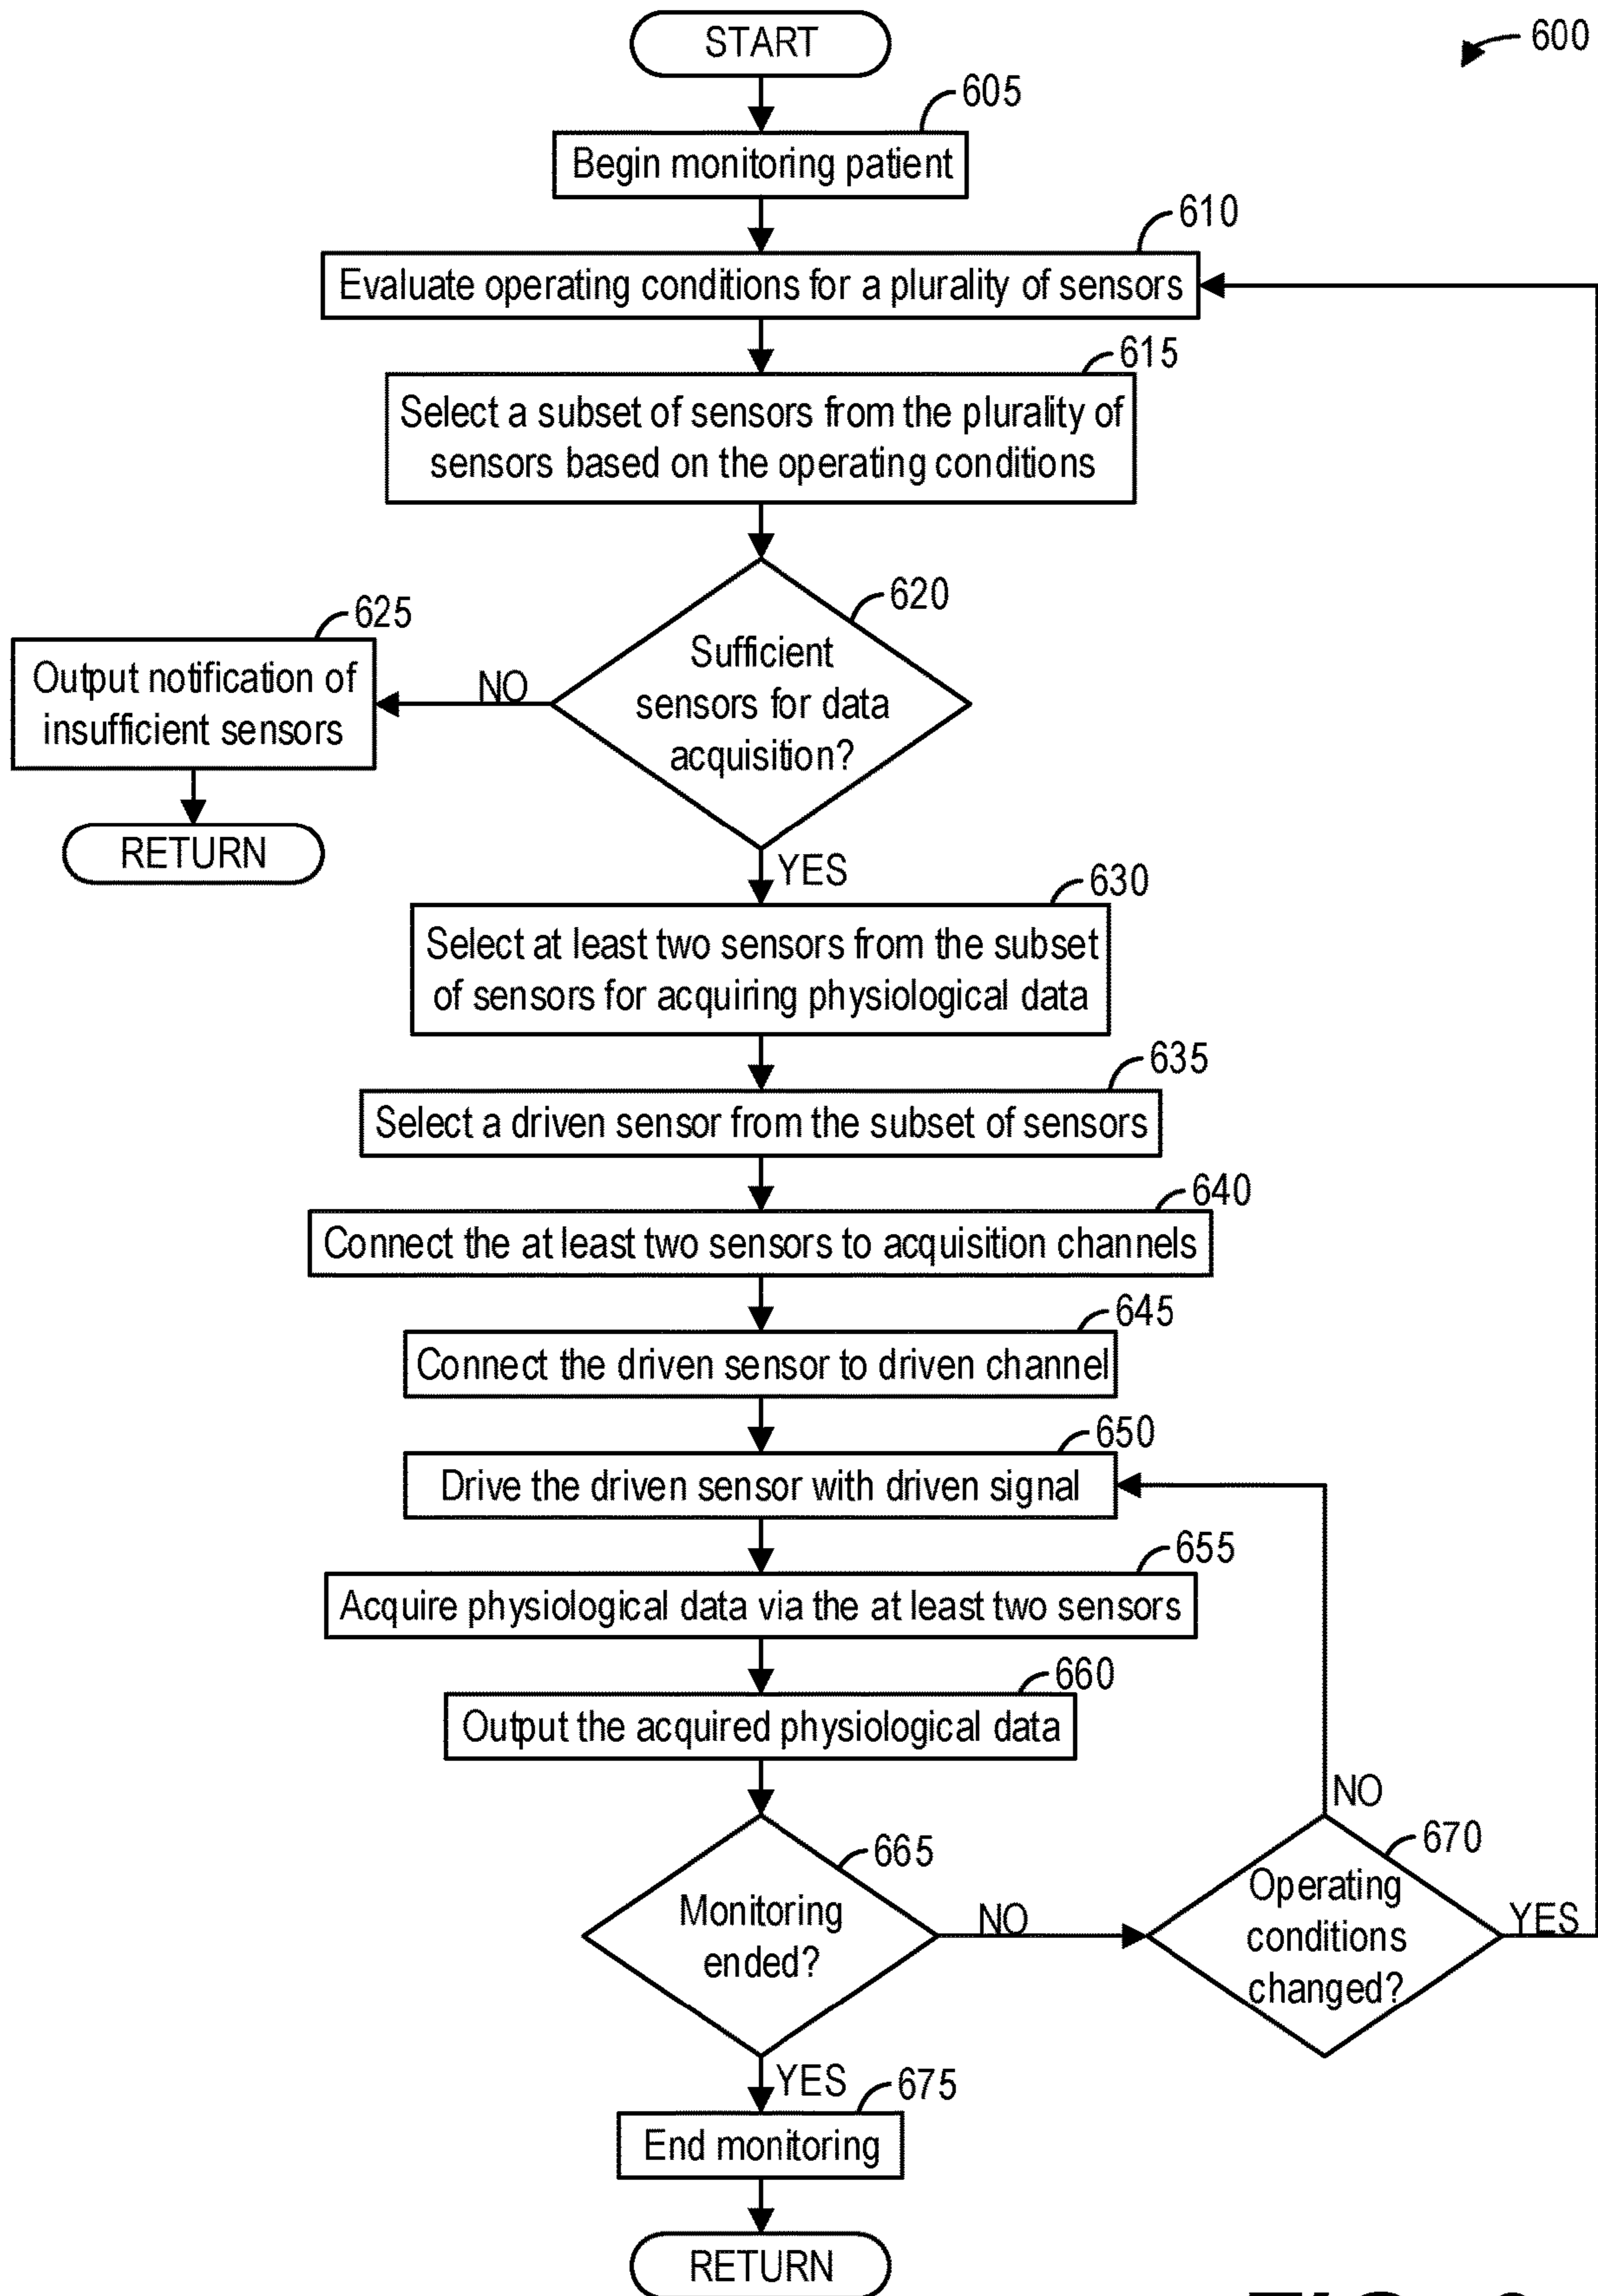 START
600
605
Begin monitoring patient
610
Evaluate operating conditions for a plurality of sensors
615
Select a subset of sensors from the plurality of
sensors based on the operating conditions
620
Sufficient
sensors for data
acquisition?
625
Output notification of
insufficient sensors
NO
RETURN
YES
630
Select at least two sensors from the subset
of sensors for acquiring physiological data
635
Select a driven sensor from the subset of sensors
640
Connect the at least two sensors to acquisition channels
645
Connect the driven sensor to driven channel
650
Drive the driven sensor with driven signal
655
Acquire physiological data via the at least two sensors
660
Output the acquired physiological data
665
Monitoring
ended?
NO
670
Operating
conditions
changed?
NO
YES
YES
675
End monitoring
RETURN